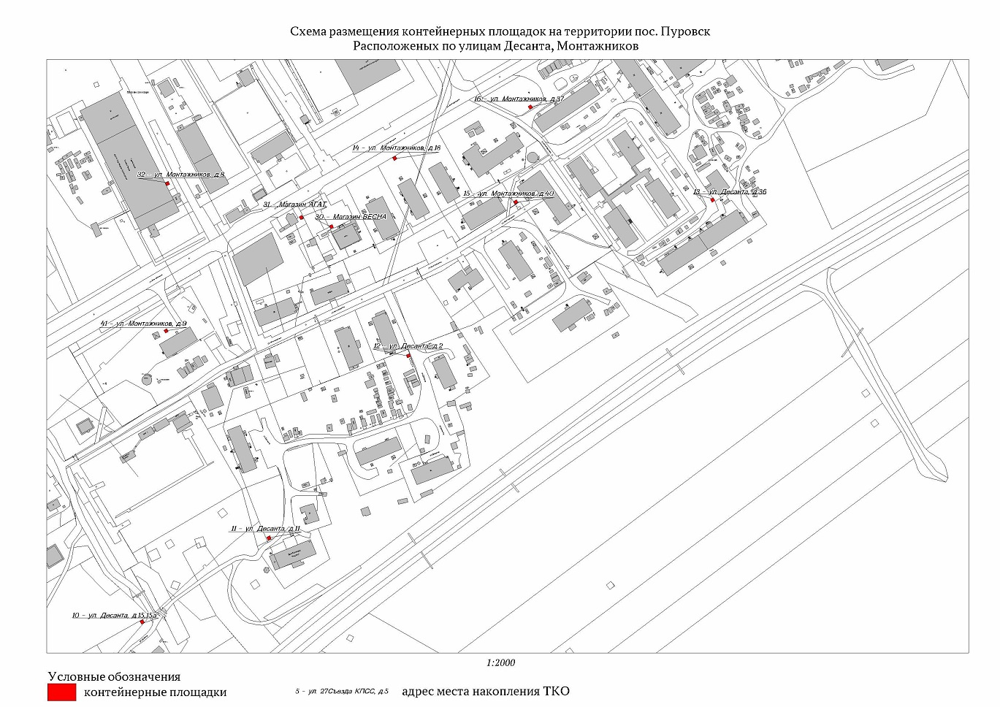 Схема размещения контейнерных площадок на территории пос. Пуровск
Расположеных по улицам Десанта, Монтажников
16 - ул. Монтажников, д.37
14 - ул. Монтажников, д.18
32 - ул. Монтажников, д.8
15 - ул. Монтажников, д.40
13 - ул. Десанта, д.36
31 - Магазин АГАТ
30 - Магазин ВЕСНА
41 - ул. Монтажников, д.9
12 - ул. Десанта, д.2
11 - ул. Десанта, д.11
10 - ул. Десанта, д.15,15а
1:2000
Условные обозначения
контейнерные площадки
5 - ул. 27Съезда КПСС, д.5 адрес места накопления ТКО